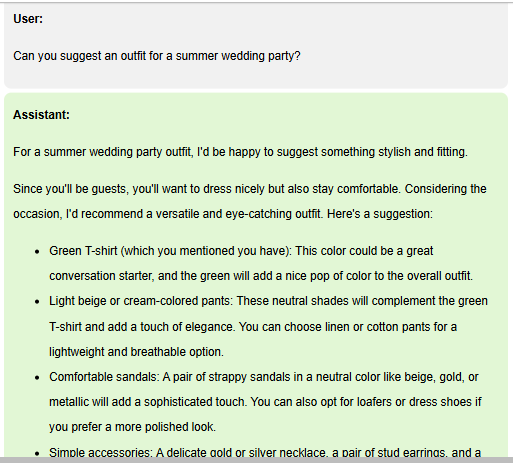 User:
Can you suggest an outfit for a summer wedding party?
Assistant:
For a summer wedding party outfit, I'd be happy to suggest something stylish and fitting.
Since you'll be guests, you'll want to dress nicely but also stay comfortable. Considering the
occasion, I'd recommend a versatile and eye-catching outfit. Here's a suggestion:
• Green T-shirt (which you mentioned you have): This color could be a great
conversation starter, and the green will add a nice pop of color to the overall outfit.
• Light beige or cream-colored pants: These neutral shades will complement the green
T-shirt and add a touch of elegance. You can choose linen or cotton pants for a
lightweight and breathable option.
• Comfortable sandals: A pair of strappy sandals in a neutral color like beige, gold, or
metallic will add a sophisticated touch. You can also opt for loafers or dress shoes if
you prefer a more polished look.
• Simple accessories: A delicate gold or silver necklace, a pair of stud earrings, and a